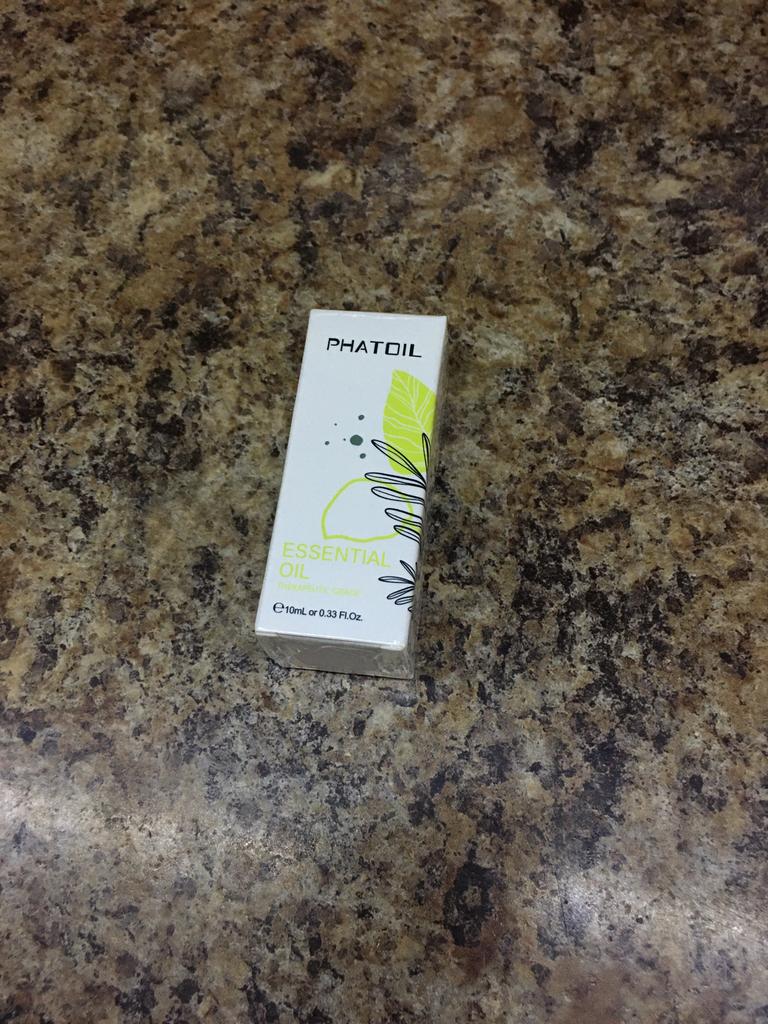 PHATOIL
ESSENTIAL
OIL
THERAPEUTIC GRADE
℮10mL or 0.33 Fl.Oz.